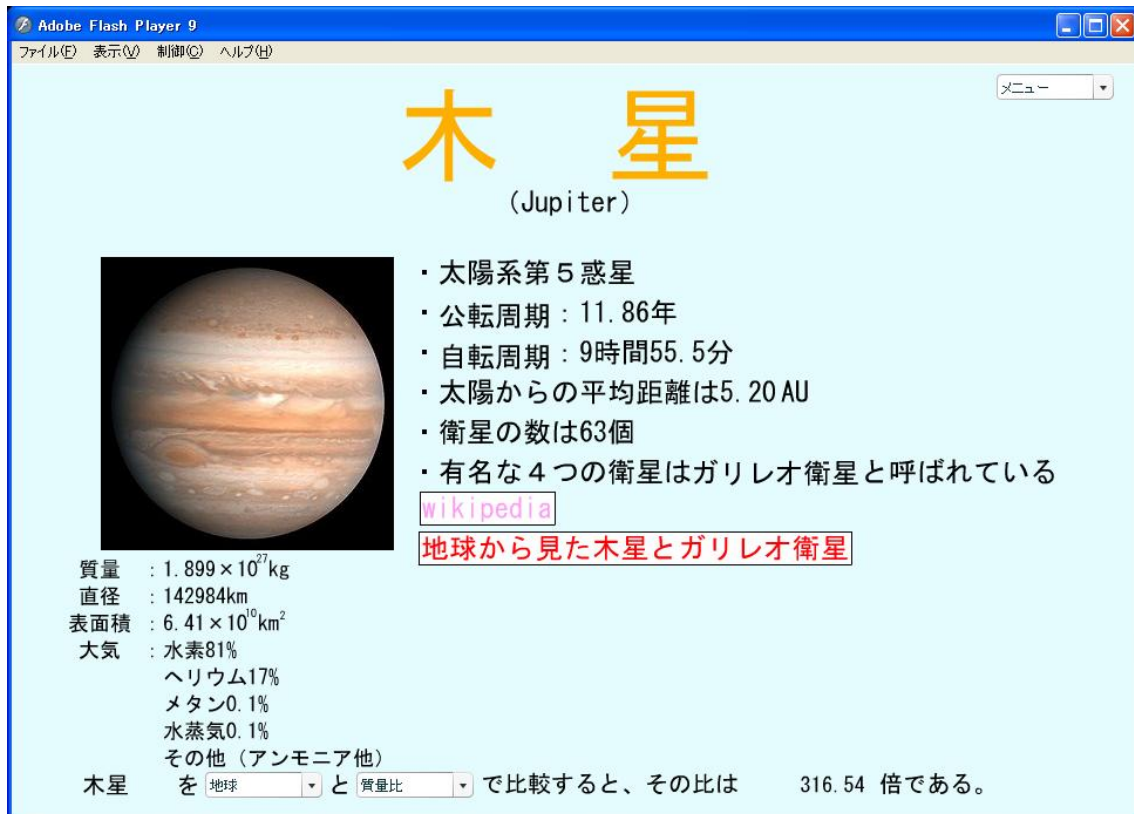 Adobe Flash Player 9
ファイル(F) 表示(V) 制御(C) ヘルプ(H)
メニュー
木 星
(Jupiter)
・太陽系第５惑星
・公転周期：11.86年
・自転周期：9時間55.5分
・太陽からの平均距離は5.20AU
・衛星の数は63個
・有名な４つの衛星はガリレオ衛星と呼ばれている
wikipedia
地球から見た木星とガリレオ衛星
質量 ：1.899×10²⁷kg
直径 ：142984km
表面積 ：6.41×10¹⁰km²
大気 ：水素81%
ヘリウム17%
メタン0.1%
水蒸気0.1%
その他（アンモニア他）
木星 を 地球 と 質量比 で比較すると、その比は 316.54 倍である。